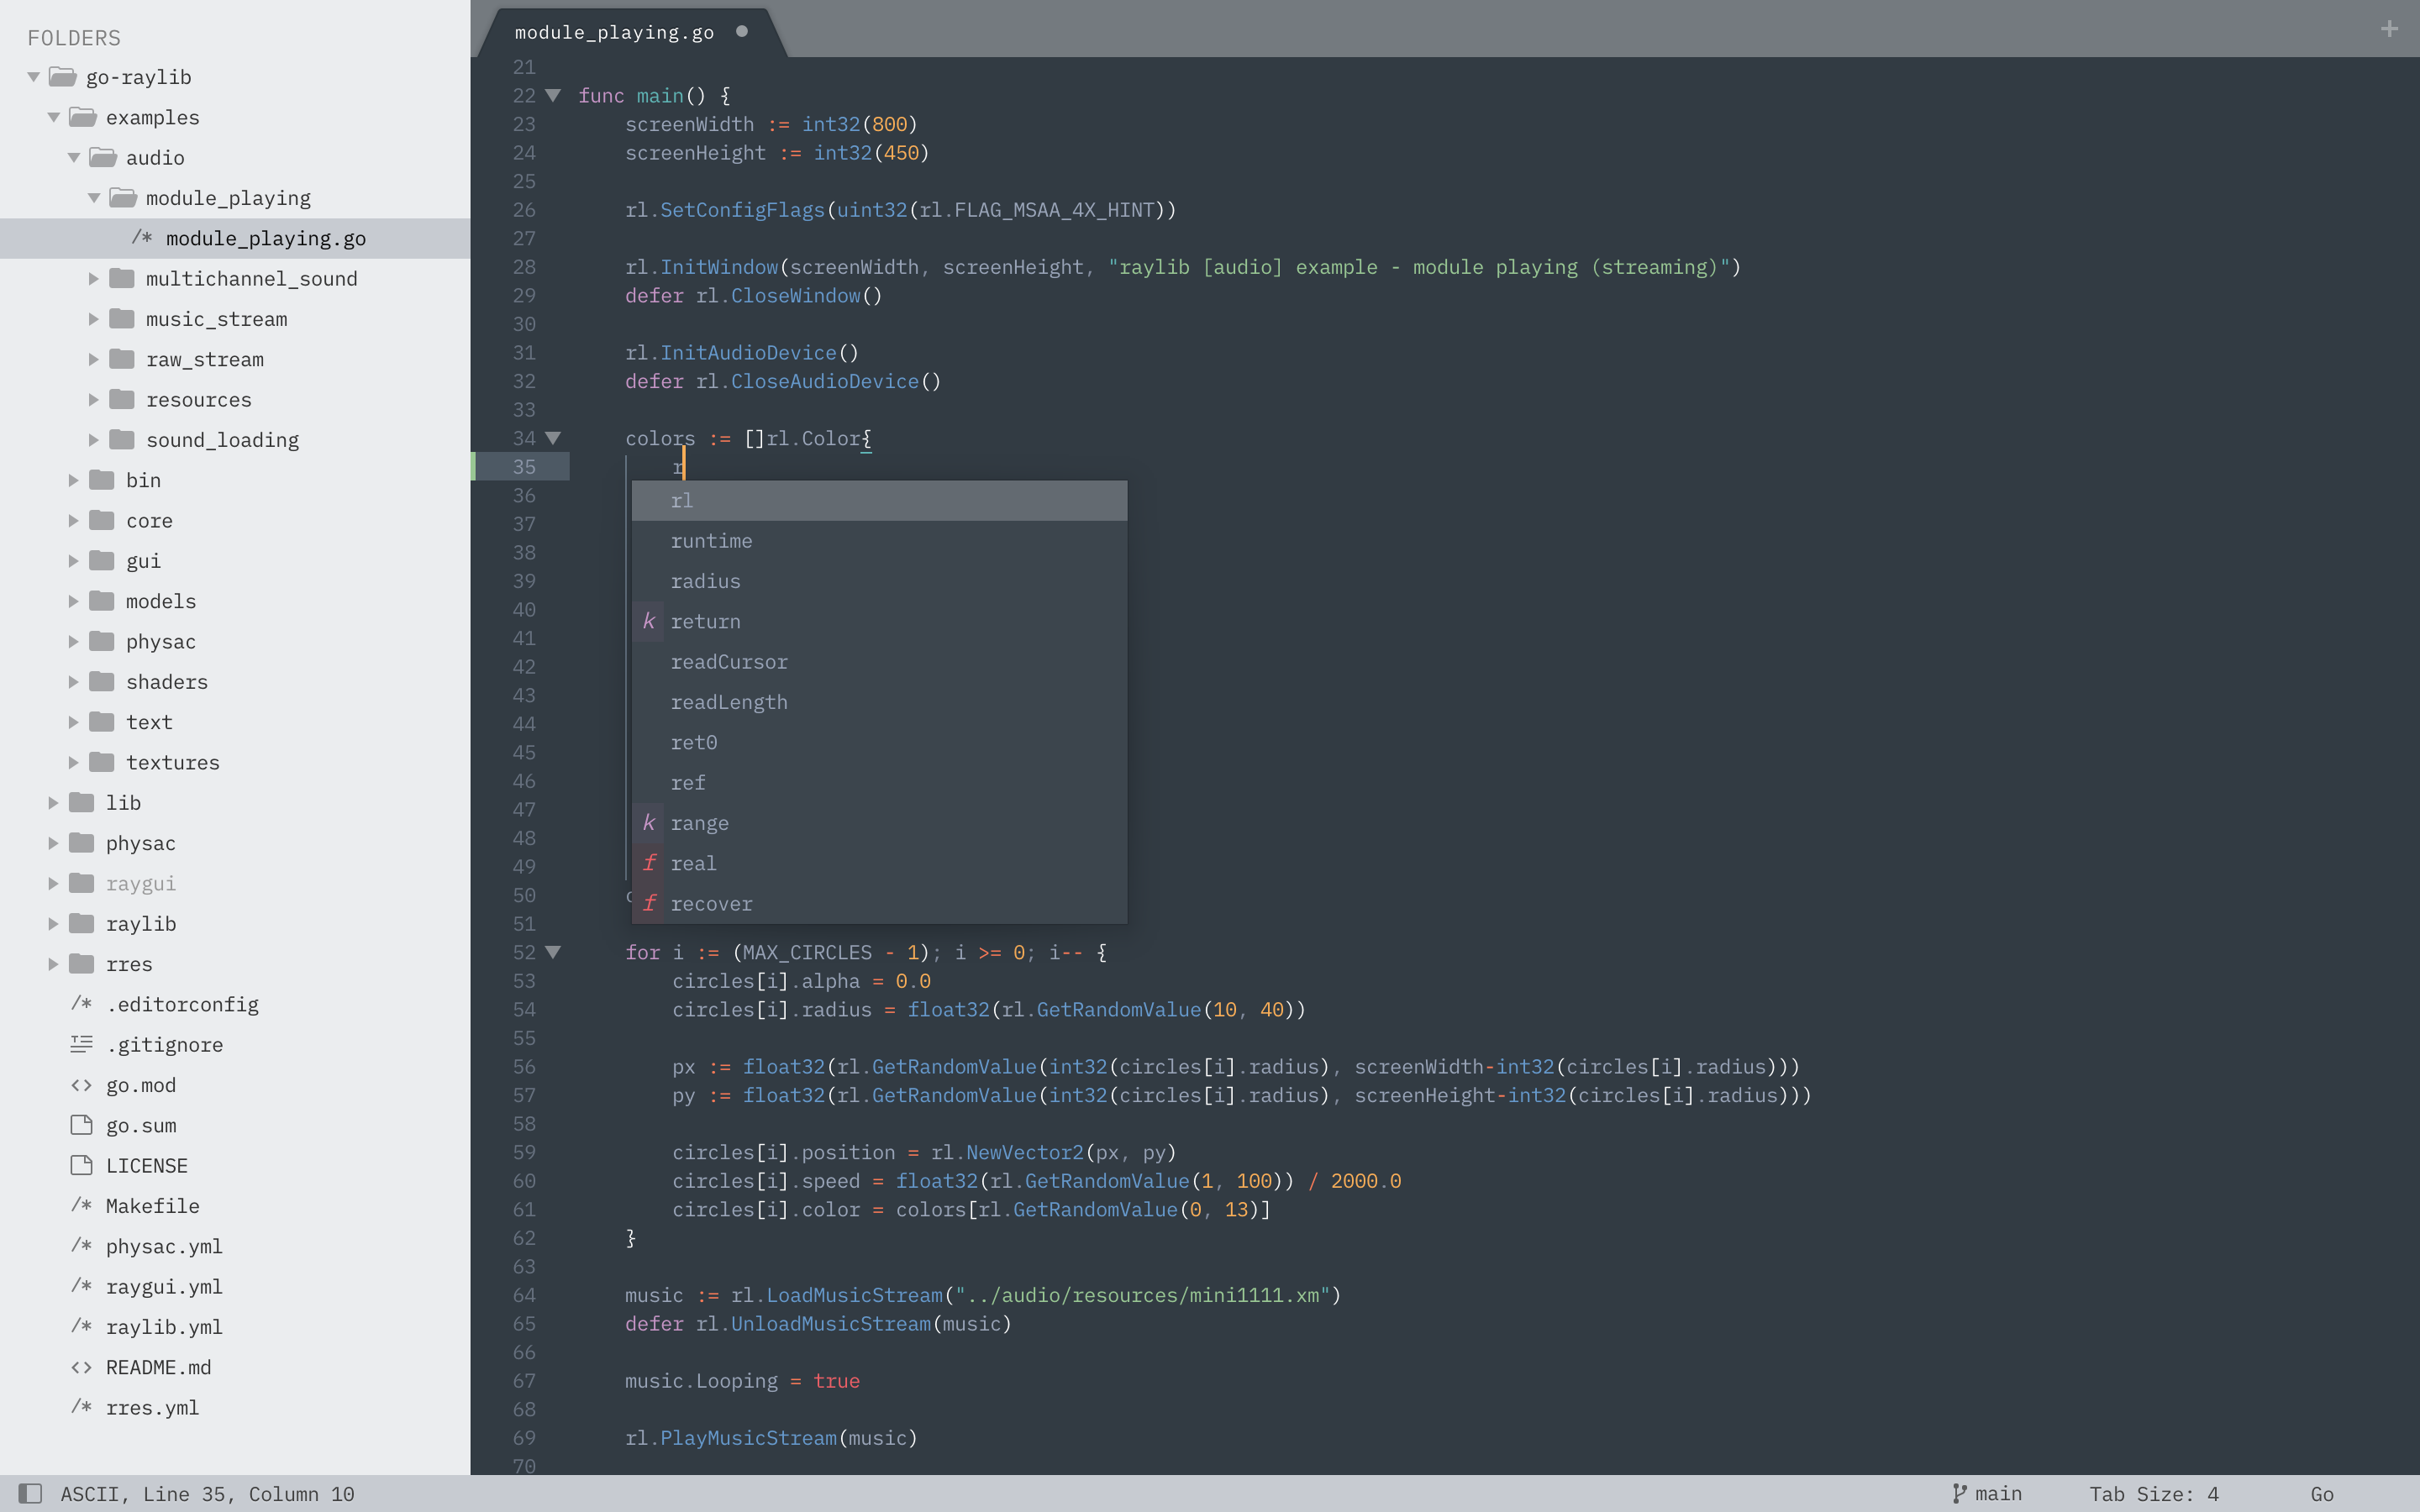 FOLDERS
go-raylib
examples
audio
module_playing
/* module_playing.go
multichannel_sound
music_stream
raw_stream
resources
sound_loading
bin
core
gui
models
physac
shaders
text
textures
lib
physac
raygui
raylib
rres
/* .editorconfig
.gitignore
<> go.mod
go.sum
LICENSE
/* Makefile
/* physac.yml
/* raygui.yml
/* raylib.yml
<> README.md
/* rres.yml
module_playing.go
21
22 func main() {
23 screenWidth := int32(800)
24 screenHeight := int32(450)
25
26 rl.SetConfigFlags(uint32(rl.FLAG_MSAA_4X_HINT))
27
28 rl.InitWindow(screenWidth, screenHeight, "raylib [audio] example - module playing (streaming)")
29 defer rl.CloseWindow()
30
31 rl.InitAudioDevice()
32 defer rl.CloseAudioDevice()
33
34 colors := []rl.Color{
35 r
36
37
38
39
40
41
42
43
44
45
46
47
48
49
50
51
rl
runtime
radius
k return
readCursor
readLength
ret0
ref
k range
f real
f recover
52 for i := (MAX_CIRCLES - 1); i >= 0; i-- {
53 circles[i].alpha = 0.0
54 circles[i].radius = float32(rl.GetRandomValue(10, 40))
55
56 px := float32(rl.GetRandomValue(int32(circles[i].radius), screenWidth-int32(circles[i].radius)))
57 py := float32(rl.GetRandomValue(int32(circles[i].radius), screenHeight-int32(circles[i].radius)))
58
59 circles[i].position = rl.NewVector2(px, py)
60 circles[i].speed = float32(rl.GetRandomValue(1, 100)) / 2000.0
61 circles[i].color = colors[rl.GetRandomValue(0, 13)]
62 }
63
64 music := rl.LoadMusicStream("../audio/resources/mini1111.xm")
65 defer rl.UnloadMusicStream(music)
66
67 music.Looping = true
68
69 rl.PlayMusicStream(music)
70
ASCII, Line 35, Column 10
main
Tab Size: 4
Go